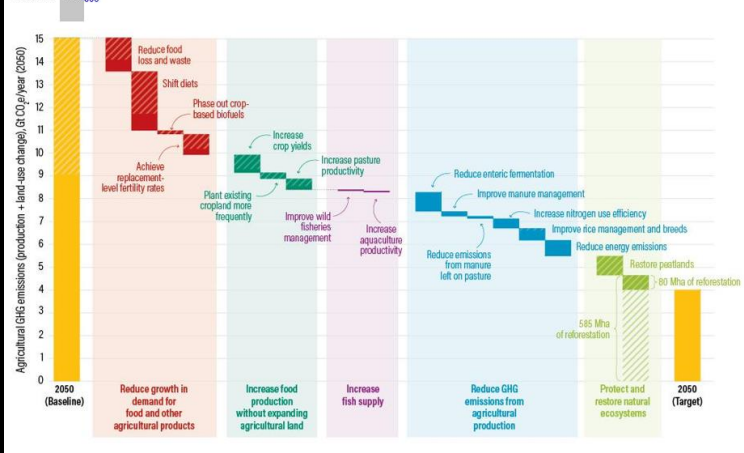 Agricultural GHG emissions (production + land-use change), Gt CO2e/year (2050)
15
14
13
12
11
10
9
8
7
6
5
4
3
2
1
0
Reduce food
loss and waste
Shift diets
Phase out crop-
based biofuels
Achieve
replacement-
level fertility rates
Increase
crop yields
Increase pasture
productivity
Plant existing
cropland more
frequently
Improve wild
fisheries
management
Increase
aquaculture
productivity
Reduce enteric fermentation
Improve manure management
Increase nitrogen use efficiency
Improve rice management and breeds
Reduce energy emissions
Reduce emissions
from manure
left on pasture
Restore peatlands
80 Mha of reforestation
585 Mha
of reforestation
2050
(Baseline)
Reduce growth in
demand for
food and other
agricultural products
Increase food
production
without expanding
agricultural land
Increase
fish supply
Reduce GHG
emissions from
agricultural
production
Protect and
restore natural
ecosystems
2050
(Target)